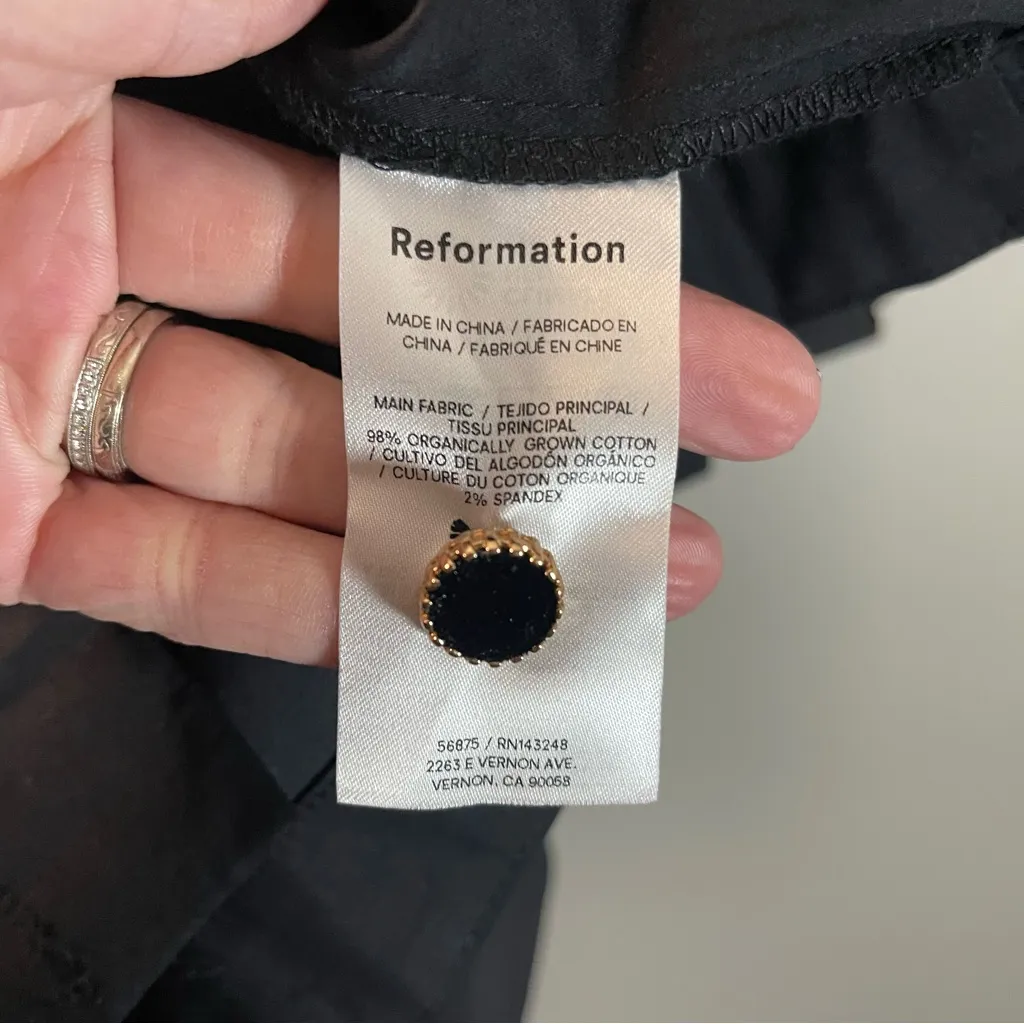 Reformation
MADE IN CHINA / FABRICADO EN
CHINA / FABRIQUÉ EN CHINE
MAIN FABRIC / TEJIDO PRINCIPAL /
TISSU PRINCIPAL
98% ORGANICALLY GROWN COTTON
/ CULTIVO DEL ALGODÓN ORGÁNICO
/ CULTURE DU COTON ORGANIQUE
2% SPANDEX
56875 / RN143248
2263 E VERNON AVE.
VERNON, CA 90058